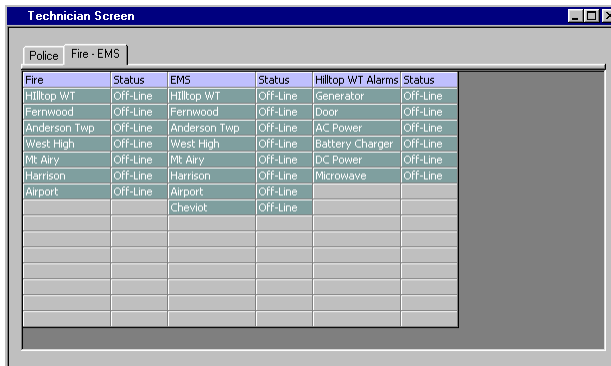 Technician Screen
Police Fire - EMS
Fire Status EMS Status Hilltop WT Alarms Status
HIlltop WT Off-Line HIlltop WT Off-Line Generator Off-Line
Fernwood Off-Line Fernwood Off-Line Door Off-Line
Anderson Twp Off-Line Anderson Twp Off-Line AC Power Off-Line
West High Off-Line West High Off-Line Battery Charger Off-Line
Mt Airy Off-Line Mt Airy Off-Line DC Power Off-Line
Harrison Off-Line Harrison Off-Line Microwave Off-Line
Airport Off-Line Airport Off-Line
Cheviot Off-Line